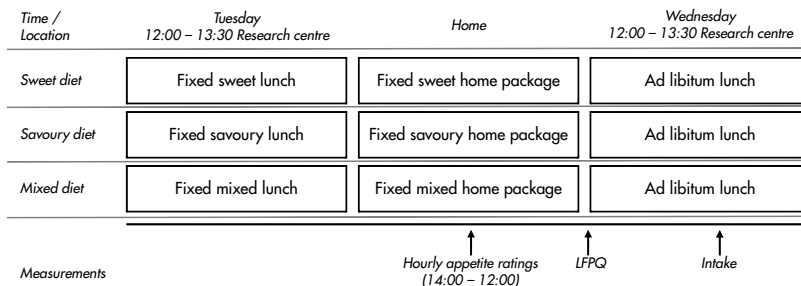 Time / Location
Tuesday
12:00 – 13:30 Research centre
Home
Wednesday
12:00 – 13:30 Research centre
Sweet diet
Fixed sweet lunch
Fixed sweet home package
Ad libitum lunch
Savoury diet
Fixed savoury lunch
Fixed savoury home package
Ad libitum lunch
Mixed diet
Fixed mixed lunch
Fixed mixed home package
Ad libitum lunch
Measurements
Hourly appetite ratings
(14:00 – 12:00)
LFPQ
Intake